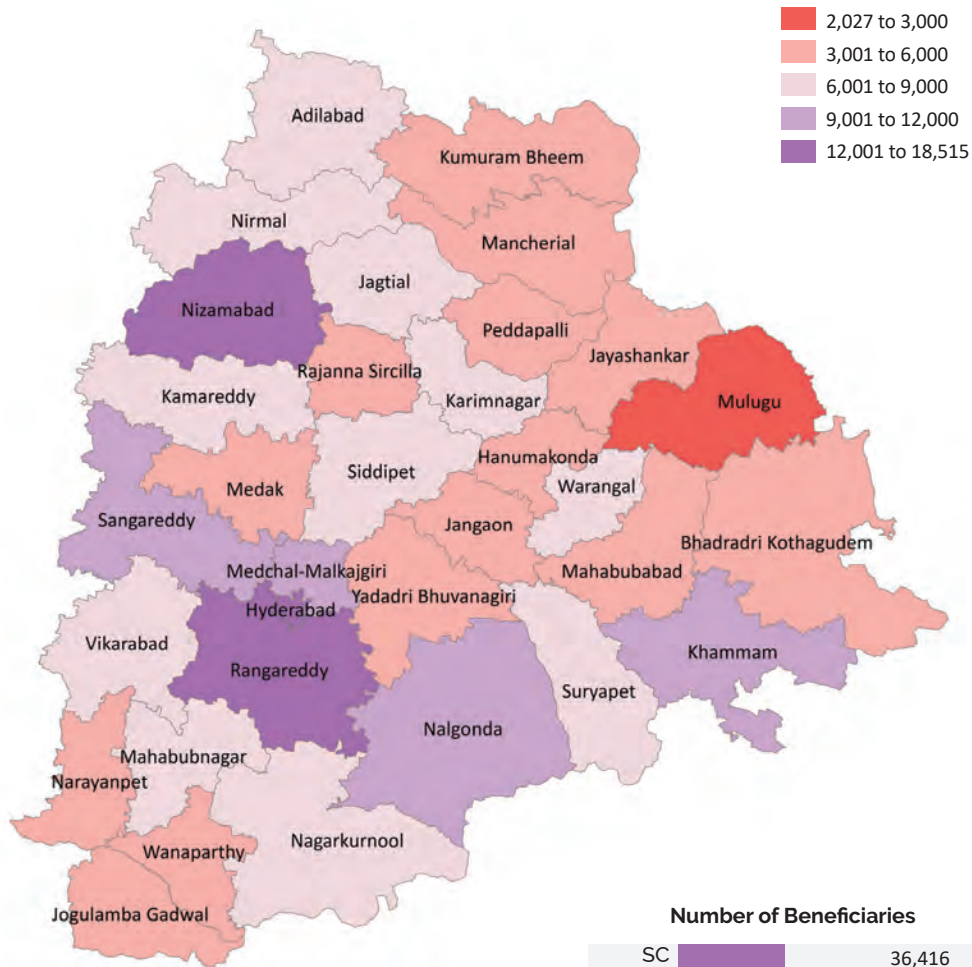 2,027 to 3,000
3,001 to 6,000
6,001 to 9,000
9,001 to 12,000
12,001 to 18,515
Adilabad
Kumuram Bheem
Nirmal
Mancherial
Jagtial
Nizamabad
Peddapalli
Jayashankar
Rajanna Sircilla
Kamareddy
Karimnagar
Mulugu
Hanumakonda
Siddipet
Warangal
Medak
Sangareddy
Jangaon
Bhadradri Kothagudem
Medchal-Malkajgiri
Mahabubabad
Yadadri Bhuvanagiri
Hyderabad
Vikarabad
Khammam
Rangareddy
Suryapet
Nalgonda
Mahabubnagar
Narayanpet
Nagarkurnool
Wanaparthy
Jogulamba Gadwal
Number of Beneficiaries
SC 36,416